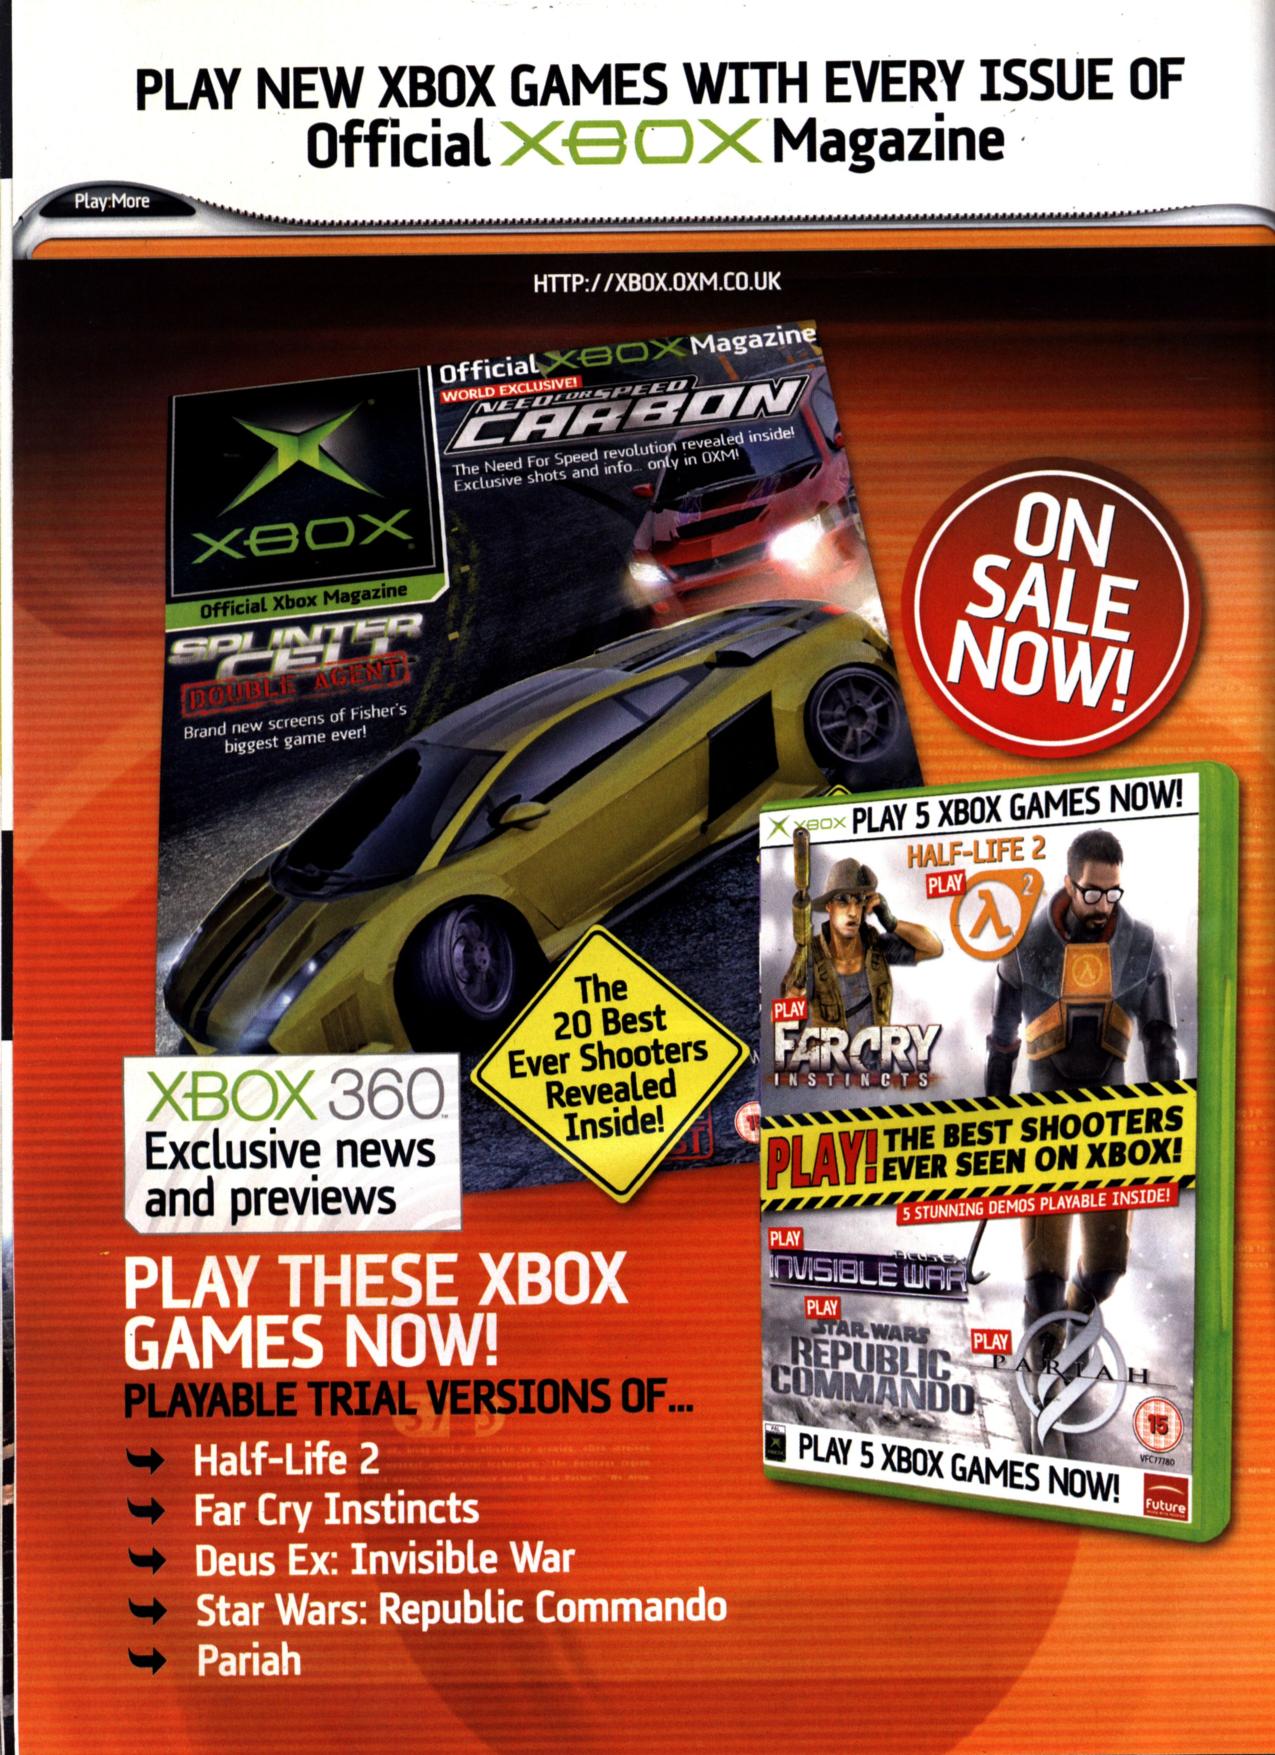 PLAY NEW XBOX GAMES WITH EVERY ISSUE OF
Official XBOX Magazine
Play:More
HTTP://XBOX.OXM.CO.UK
Official XBOX Magazine
WORLD EXCLUSIVE!
NEED FOR SPEED
CARBON
The Need For Speed revolution revealed inside!
Exclusive shots and info... only in OXM!
XBOX
Official Xbox Magazine
SPLINTER
CELL
DOUBLE AGENT
Brand new screens of Fisher's
biggest game ever!
ON
SALE
NOW!
The
20 Best
Ever Shooters
Revealed
Inside!
XBOX 360™
Exclusive news
and previews
XBOX PLAY 5 XBOX GAMES NOW!
HALF-LIFE 2
PLAY
λ2
λ
PLAY
FARCRY
INSTINCTS
PLAY! THE BEST SHOOTERS
EVER SEEN ON XBOX!
5 STUNNING DEMOS PLAYABLE INSIDE!
PLAY
DEUS EX
INVISIBLE WAR
PLAY
STAR WARS
REPUBLIC
COMMANDO
PLAY
PARIAH
15
VFC77780
PLAY 5 XBOX GAMES NOW!
Future
PLAY THESE XBOX
GAMES NOW!
PLAYABLE TRIAL VERSIONS OF...
Half-Life 2
Far Cry Instincts
Deus Ex: Invisible War
Star Wars: Republic Commando
Pariah